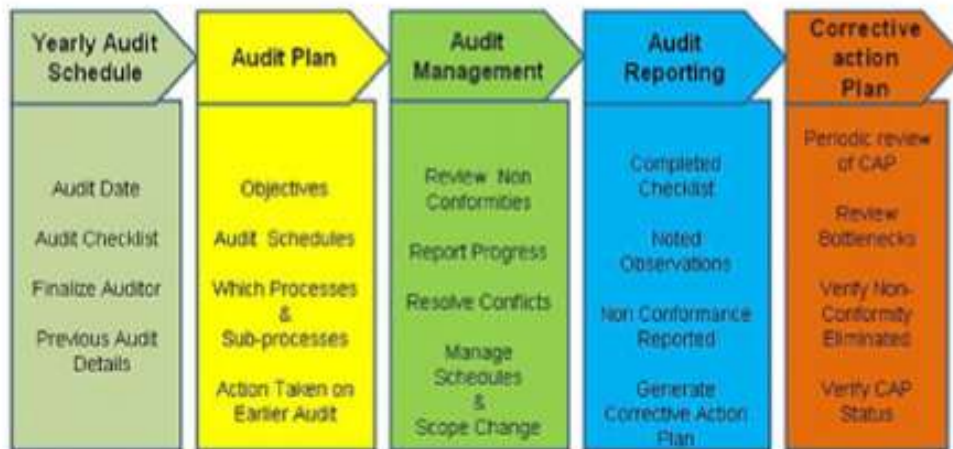 Yearly Audit
Schedule
Audit Date
Audit Checklist
Finalize Auditor
Previous Audit
Details
Audit Plan
Objectives
Audit Schedules
Which Processes
&
Sub-processes
Action Taken on
Earlier Audit
Audit
Management
Review Non
Conformities
Report Progress
Resolve Conflicts
Manage
Schedules
&
Scope Change
Audit
Reporting
Completed
Checklist
Noted
Observations
Non Conformance
Reported
Generate
Corrective Action
Plan
Corrective
action
Plan
Periodic review
of CAP
Review
Bottlenecks
Verify Non-
Conformity
Eliminated
Verify CAP
Status